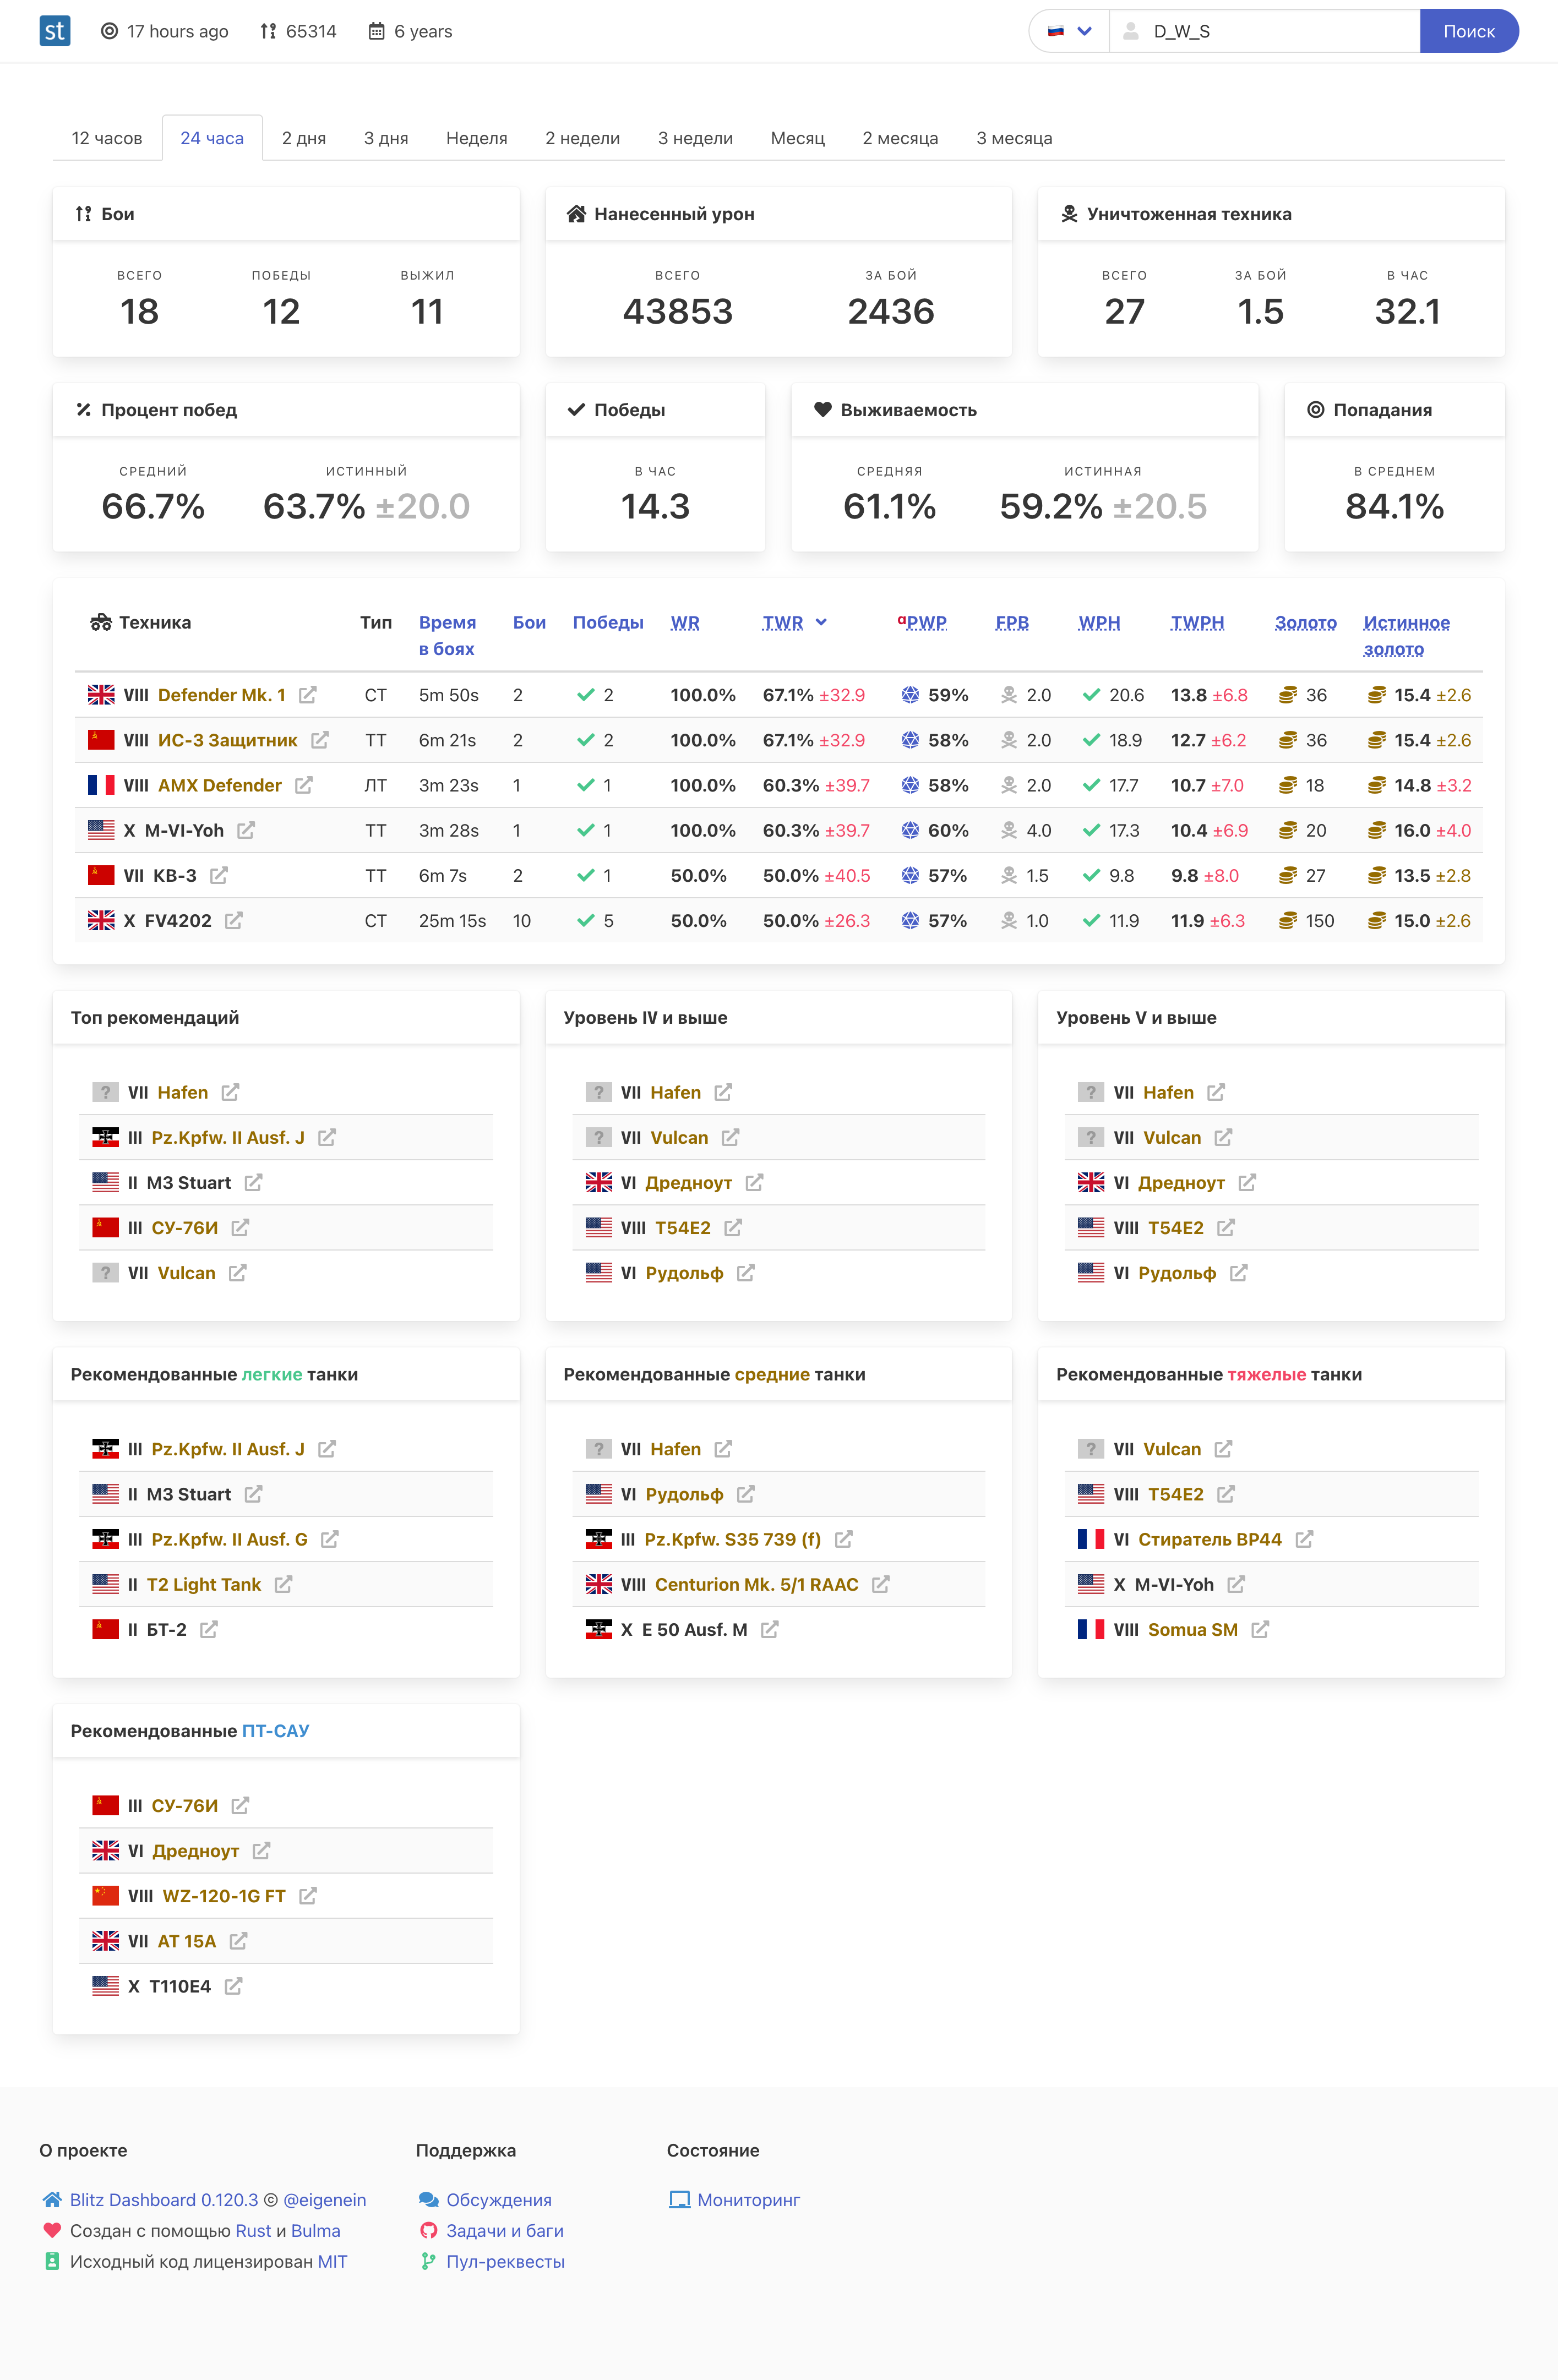 st 17 hours ago 65314 6 years D_W_S Поиск
12 часов 24 часа 2 дня 3 дня Неделя 2 недели 3 недели Месяц 2 месяца 3 месяца
Бои Нанесенный урон Уничтоженная техника
ВСЕГО ПОБЕДЫ ВЫЖИЛ ВСЕГО ЗА БОЙ ВСЕГО ЗА БОЙ В ЧАС
18 12 11 43853 2436 27 1.5 32.1
Процент побед Победы Выживаемость Попадания
СРЕДНИЙ ИСТИННЫЙ В ЧАС СРЕДНЯЯ ИСТИННАЯ В СРЕДНЕМ
66.7% 63.7% ±20.0 14.3 61.1% 59.2% ±20.5 84.1%
Техника Тип Время Бои Победы WR TWR αPWP FPB WPH TWPH Золото Истинное
в боях золото
VIII Defender Mk. 1 СТ 5m 50s 2 2 100.0% 67.1% ±32.9 59% 2.0 20.6 13.8 ±6.8 36 15.4 ±2.6
VIII ИС-3 Защитник ТТ 6m 21s 2 2 100.0% 67.1% ±32.9 58% 2.0 18.9 12.7 ±6.2 36 15.4 ±2.6
VIII AMX Defender ЛТ 3m 23s 1 1 100.0% 60.3% ±39.7 58% 2.0 17.7 10.7 ±7.0 18 14.8 ±3.2
X M-VI-Yoh ТТ 3m 28s 1 1 100.0% 60.3% ±39.7 60% 4.0 17.3 10.4 ±6.9 20 16.0 ±4.0
VII КВ-3 ТТ 6m 7s 2 1 50.0% 50.0% ±40.5 57% 1.5 9.8 9.8 ±8.0 27 13.5 ±2.8
X FV4202 СТ 25m 15s 10 5 50.0% 50.0% ±26.3 57% 1.0 11.9 11.9 ±6.3 150 15.0 ±2.6
Топ рекомендаций Уровень IV и выше Уровень V и выше
? VII Hafen ? VII Hafen ? VII Hafen
III Pz.Kpfw. II Ausf. J ? VII Vulcan ? VII Vulcan
II M3 Stuart VI Дредноут VI Дредноут
III СУ-76И VIII T54E2 VIII T54E2
? VII Vulcan VI Рудольф VI Рудольф
Рекомендованные легкие танки Рекомендованные средние танки Рекомендованные тяжелые танки
III Pz.Kpfw. II Ausf. J ? VII Hafen ? VII Vulcan
II M3 Stuart VI Рудольф VIII T54E2
III Pz.Kpfw. II Ausf. G III Pz.Kpfw. S35 739 (f) VI Стиратель BP44
II T2 Light Tank VIII Centurion Mk. 5/1 RAAC X M-VI-Yoh
II БТ-2 X E 50 Ausf. M VIII Somua SM
Рекомендованные ПТ-САУ
III СУ-76И
VI Дредноут
VIII WZ-120-1G FT
VII AT 15A
X T110E4
О проекте Поддержка Состояние
Blitz Dashboard 0.120.3 © @eigenein Обсуждения Мониторинг
Создан с помощью Rust и Bulma Задачи и баги
Исходный код лицензирован MIT Пул-реквесты